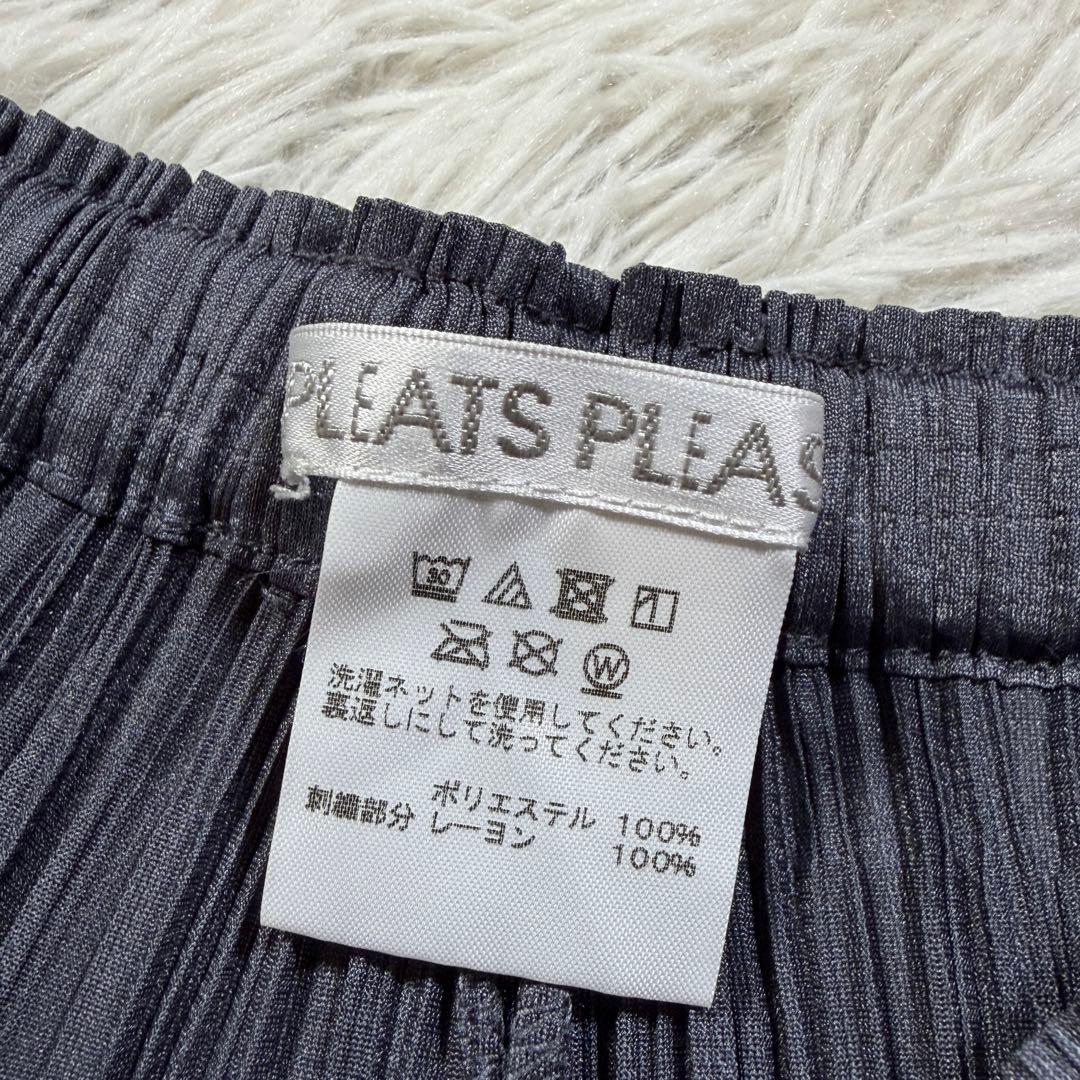 PLEATS PLEAS
30
W
洗濯ネットを使用してください。
裏返しにして洗ってください。
ポリエステル 100%
刺繍部分 レーヨン 100%